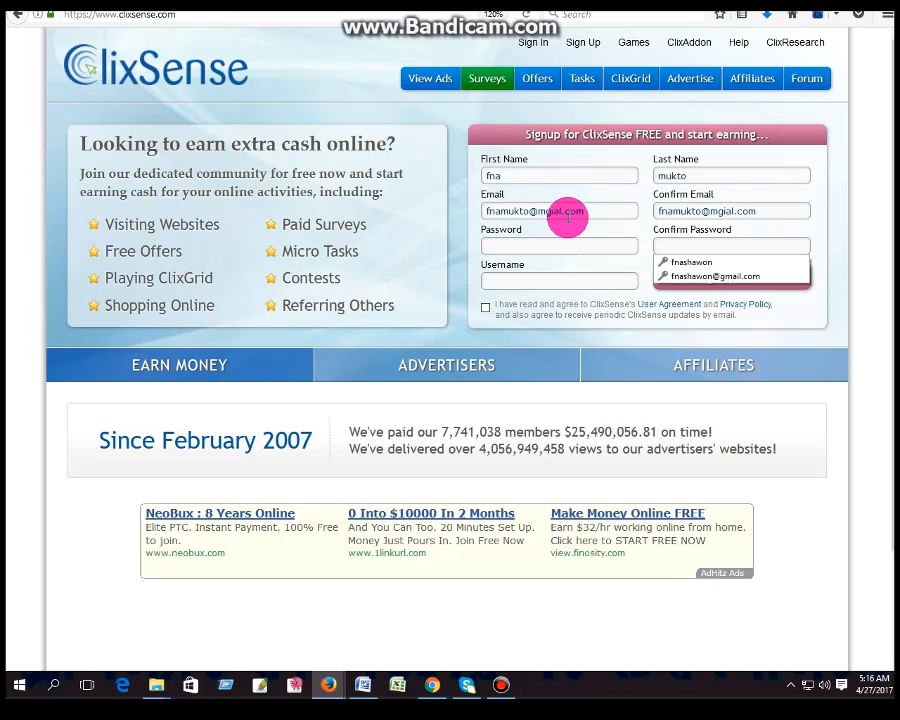 https://www.clixsense.com
120%
Search
www.Bandicam.com
Sign In Sign Up Games ClixAddon Help ClixResearch
ClixSense
View Ads Surveys Offers Tasks ClixGrid Advertise Affiliates Forum
Looking to earn extra cash online?
Join our dedicated community for free now and start
earning cash for your online activities, including:
Visiting Websites Paid Surveys
Free Offers Micro Tasks
Playing ClixGrid Contests
Shopping Online Referring Others
Signup for ClixSense FREE and start earning...
First Name Last Name
fna mukto
Email Confirm Email
fnamukto@mgial.com fnamukto@mgial.com
Password Confirm Password
fnashawon
fnashawon@gmail.com
Username
I have read and agree to ClixSense's User Agreement and Privacy Policy,
and also agree to receive periodic ClixSense updates by email.
EARN MONEY ADVERTISERS AFFILIATES
Since February 2007
We've paid our 7,741,038 members $25,490,056.81 on time!
We've delivered over 4,056,949,458 views to our advertisers' websites!
NeoBux : 8 Years Online
Elite PTC. Instant Payment. 100% Free
to join.
www.neobux.com
0 Into $10000 In 2 Months
And You Can Too. 20 Minutes Set Up.
Money Just Pours In. Join Free Now
www.1linkurl.com
Make Money Online FREE
Earn $32/hr working online from home.
Click here to START FREE NOW
view.finosity.com
AdHitz Ads
5:16 AM
4/27/2017